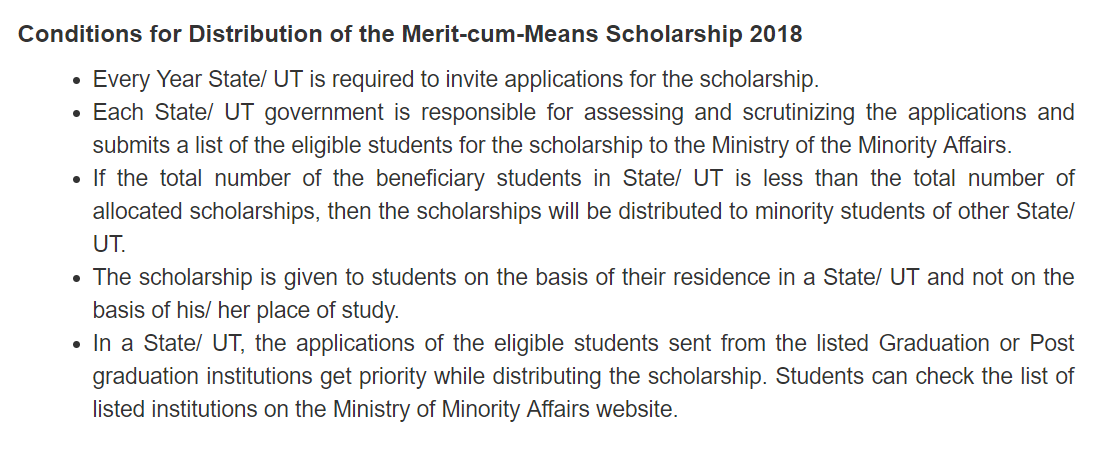 Conditions for Distribution of the Merit-cum-Means Scholarship 2018
• Every Year State/ UT is required to invite applications for the scholarship.
• Each State/ UT government is responsible for assessing and scrutinizing the applications and
submits a list of the eligible students for the scholarship to the Ministry of the Minority Affairs.
• If the total number of the beneficiary students in State/ UT is less than the total number of
allocated scholarships, then the scholarships will be distributed to minority students of other State/
UT.
• The scholarship is given to students on the basis of their residence in a State/ UT and not on the
basis of his/ her place of study.
• In a State/ UT, the applications of the eligible students sent from the listed Graduation or Post
graduation institutions get priority while distributing the scholarship. Students can check the list of
listed institutions on the Ministry of Minority Affairs website.